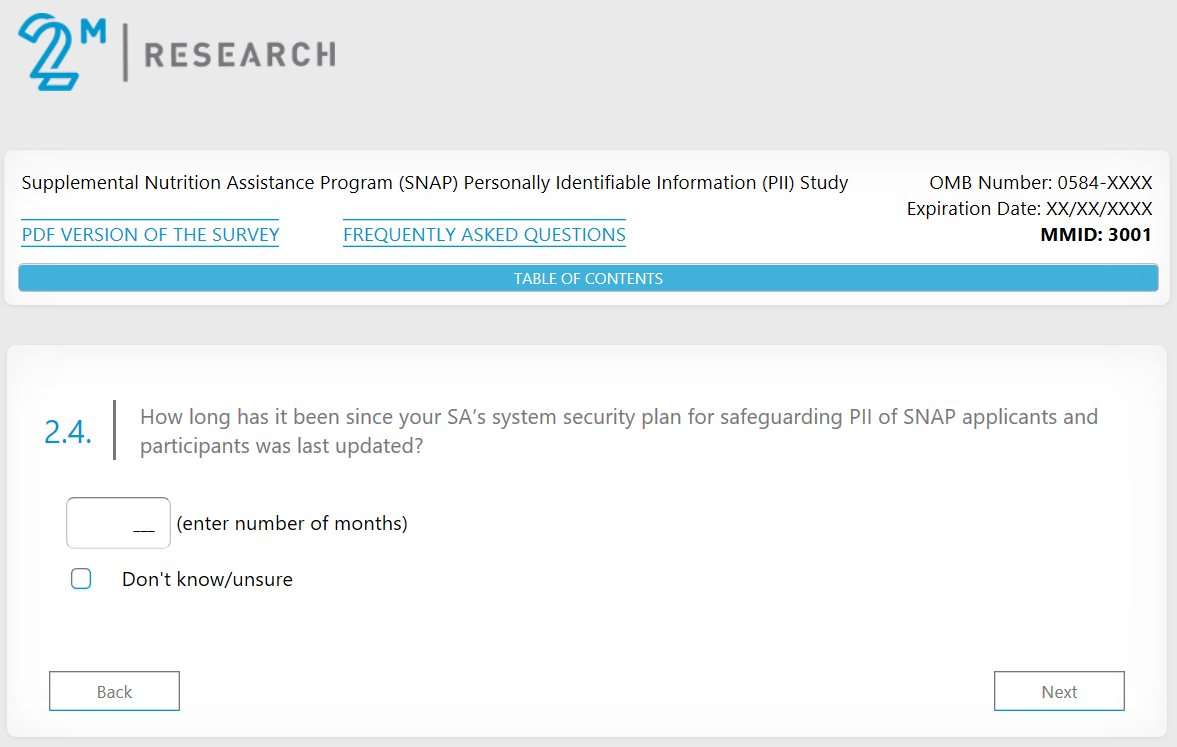 2M RESEARCH
Supplemental Nutrition Assistance Program (SNAP) Personally Identifiable Information (PII) Study
OMB Number: 0584-XXXX
Expiration Date: XX/XX/XXXX
PDF VERSION OF THE SURVEY
FREQUENTLY ASKED QUESTIONS
MMID: 3001
TABLE OF CONTENTS
2.4.
How long has it been since your SA’s system security plan for safeguarding PII of SNAP applicants and
participants was last updated?
___ (enter number of months)
Don't know/unsure
Back
Next